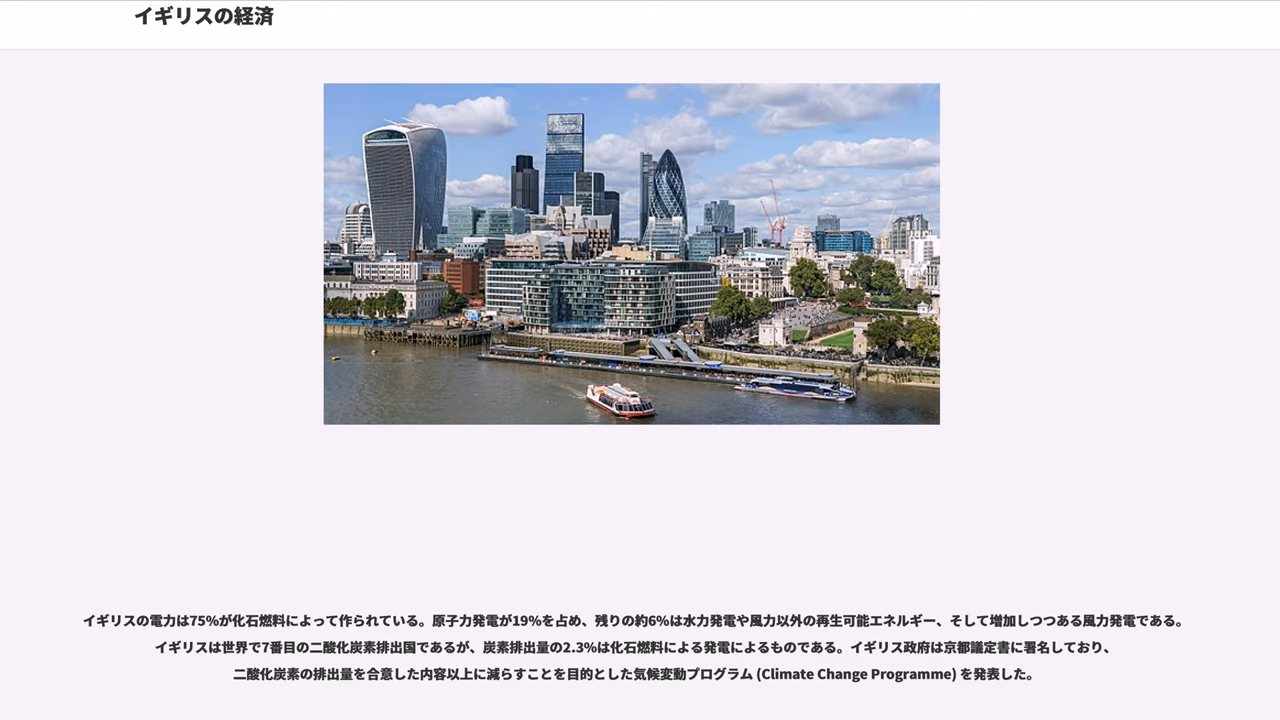 イギリスの経済
イギリスの電力は75%が化石燃料によって作られている。原子力発電が19%を占め、残りの約6%は水力発電や風力以外の再生可能エネルギー、そして増加しつつある風力発電である。
イギリスは世界で7番目の二酸化炭素排出国であるが、炭素排出量の2.3%は化石燃料による発電によるものである。イギリス政府は京都議定書に署名しており、
二酸化炭素の排出量を合意した内容以上に減らすことを目的とした気候変動プログラム (Climate Change Programme) を発表した。